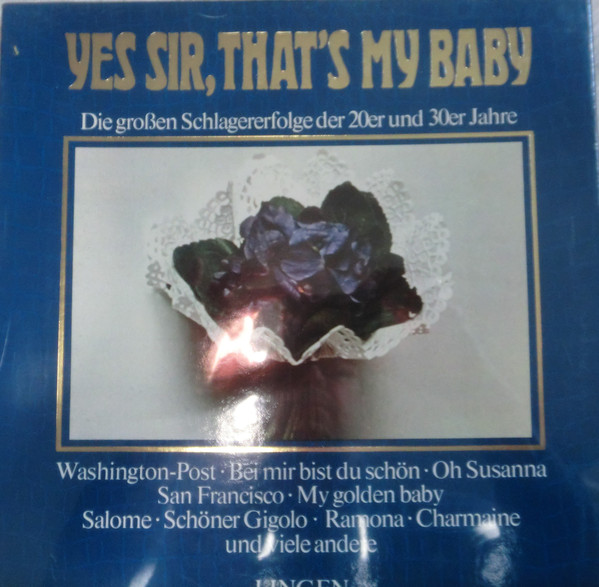 YES SIR, THAT'S MY BABY
Die großen Schlagererfolge der 20er und 30er Jahre
Washington-Post · Bei mir bist du schön · Oh Susanna
San Francisco · My golden baby
Salome · Schöner Gigolo · Ramona · Charmaine
und viele andere
LINGEN